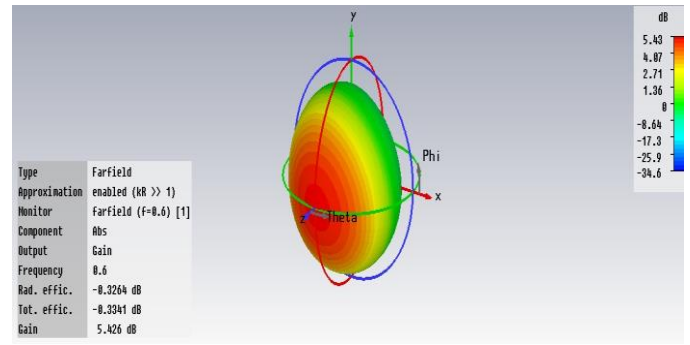 y
dB
5.43
4.07
2.71
1.36
0
-8.64
-17.3
-25.9
-34.6
Phi
x
z
Theta
Type Farfield
Approximation enabled (kR >> 1)
Monitor farfield (f=0.6) [1]
Component Abs
Output Gain
Frequency 0.6
Rad. effic. -0.3264 dB
Tot. effic. -0.3341 dB
Gain 5.426 dB